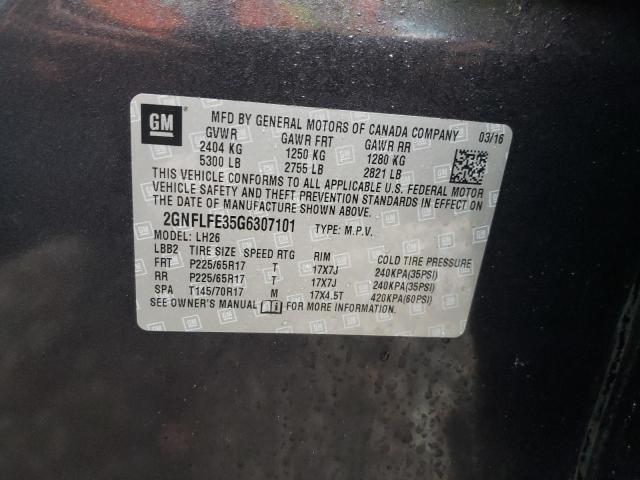 GM
MFD BY GENERAL MOTORS OF CANADA COMPANY 03/16
GVWR GAWR FRT GAWR RR
2404 KG 1250 KG 1280 KG
5300 LB 2755 LB 2821 LB
THIS VEHICLE CONFORMS TO ALL APPLICABLE U.S. FEDERAL MOTOR
VEHICLE SAFETY AND THEFT PREVENTION STANDARDS IN EFFECT ON
THE DATE OF MANUFACTURE SHOWN ABOVE.
2GNFLFE35G6307101 TYPE: M.P.V.
MODEL: LH26
LBB2 TIRE SIZE SPEED RTG RIM COLD TIRE PRESSURE
FRT P225/65R17 T 17X7J 240KPA(35PSI)
RR P225/65R17 T 17X7J 240KPA(35PSI)
SPA T145/70R17 M 17X4.5T 420KPA(60PSI)
SEE OWNER'S MANUAL FOR MORE INFORMATION.